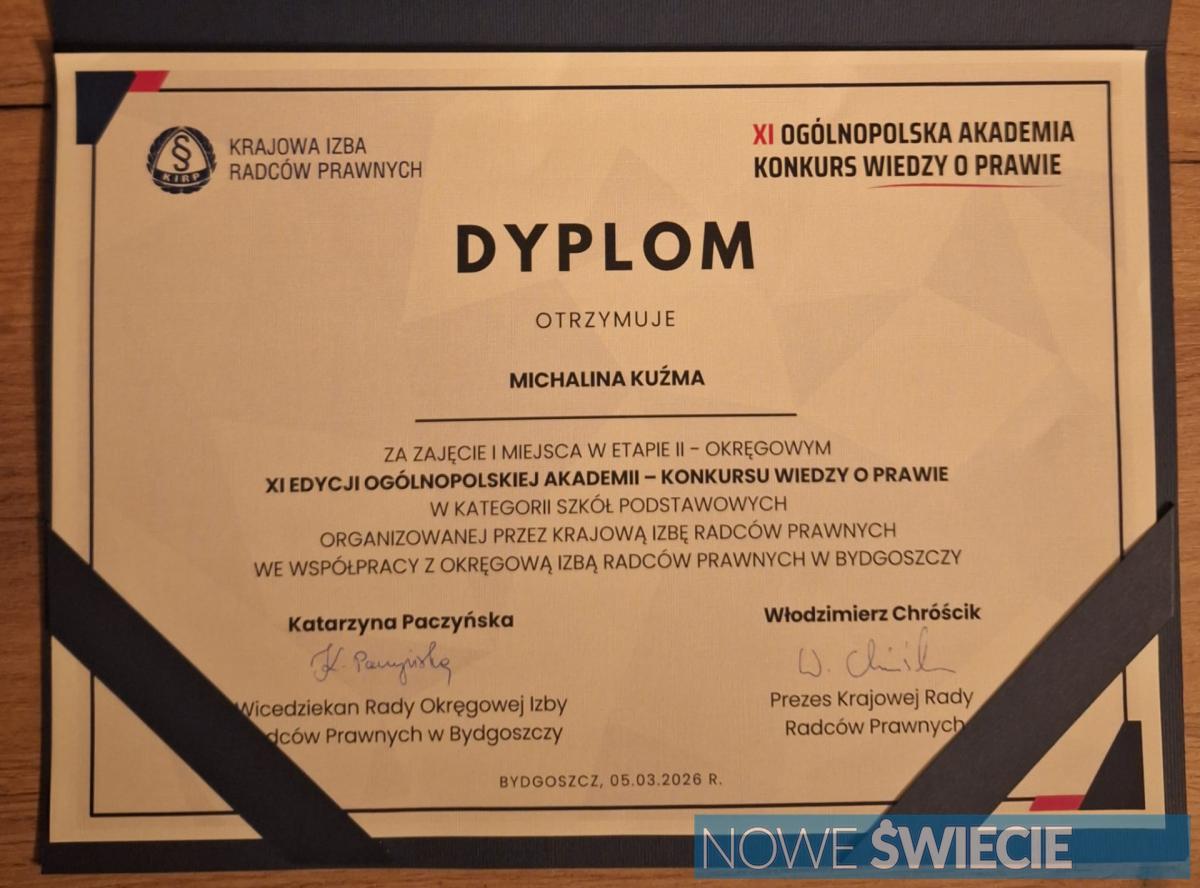 KRAJOWA IZBA
RADCÓW PRAWNYCH
KIRP
XI OGÓLNOPOLSKA AKADEMIA
KONKURS WIEDZY O PRAWIE
DYPLOM
OTRZYMUJE
MICHALINA KUŹMA
ZA ZAJĘCIE I MIEJSCA W ETAPIE II – OKRĘGOWYM
XI EDYCJI OGÓLNOPOLSKIEJ AKADEMII – KONKURSU WIEDZY O PRAWIE
W KATEGORII SZKÓŁ PODSTAWOWYCH
ORGANIZOWANEJ PRZEZ KRAJOWĄ IZBĘ RADCÓW PRAWNYCH
WE WSPÓŁPRACY Z OKRĘGOWĄ IZBĄ RADCÓW PRAWNYCH W BYDGOSZCZY
Katarzyna Paczyńska
K. Paczyńska
Wicedziekan Rady Okręgowej Izby
dców Prawnych w Bydgoszczy
Włodzimierz Chróścik
W. Chróścik
Prezes Krajowej Rady
Radców Prawnych
BYDGOSZCZ, 05.03.2026 R.
NOWE ŚWIECIE